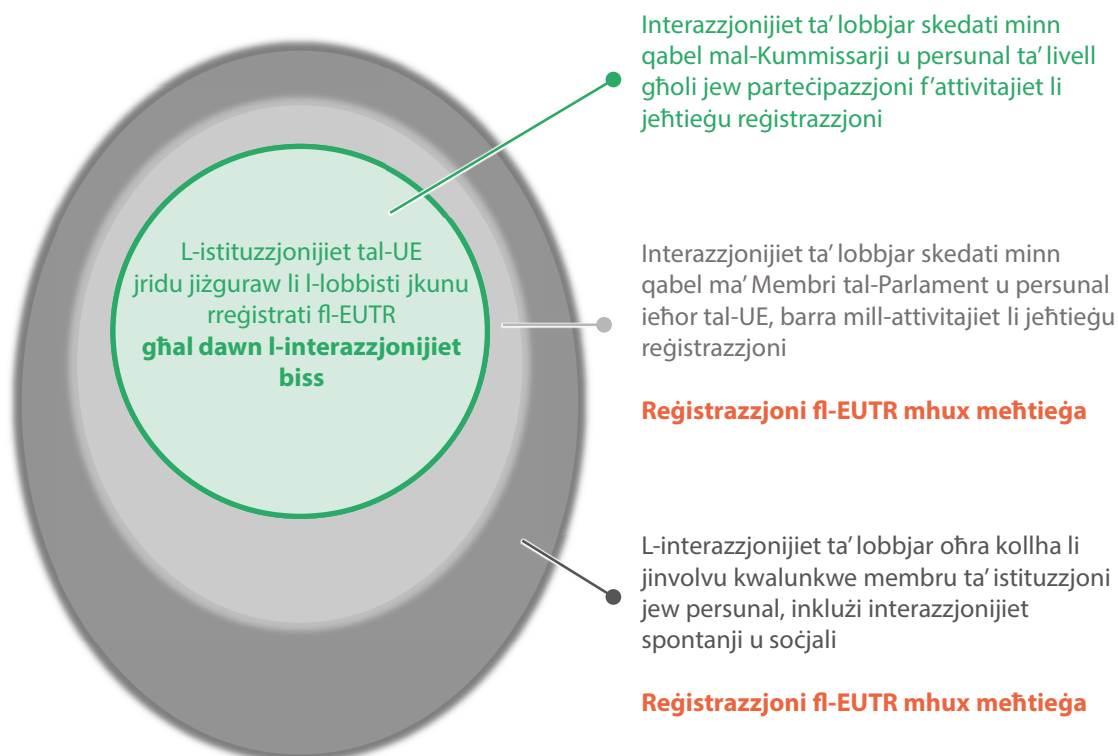 Interazzjonijiet ta’ lobbjar skedati minn
qabel mal-Kummissarji u persunal ta’ livell
għoli jew parteċipazzjoni f’attivitajiet li
jeħtieġu reġistrazzjoni
L-istituzzjonijiet tal-UE
jridu jiżguraw li l-lobbisti jkunu
rreġistrati fl-EUTR
għal dawn l-interazzjonijiet
biss
Interazzjonijiet ta’ lobbjar skedati minn
qabel ma’ Membri tal-Parlament u persunal
ieħor tal-UE, barra mill-attivitajiet li jeħtieġu
reġistrazzjoni
Reġistrazzjoni fl-EUTR mhux meħtieġa
L-interazzjonijiet ta’ lobbjar oħra kollha li
jinvolvu kwalunkwe membru ta’ istituzzjoni
jew persunal, inklużi interazzjonijiet
spontanji u soċjali
Reġistrazzjoni fl-EUTR mhux meħtieġa